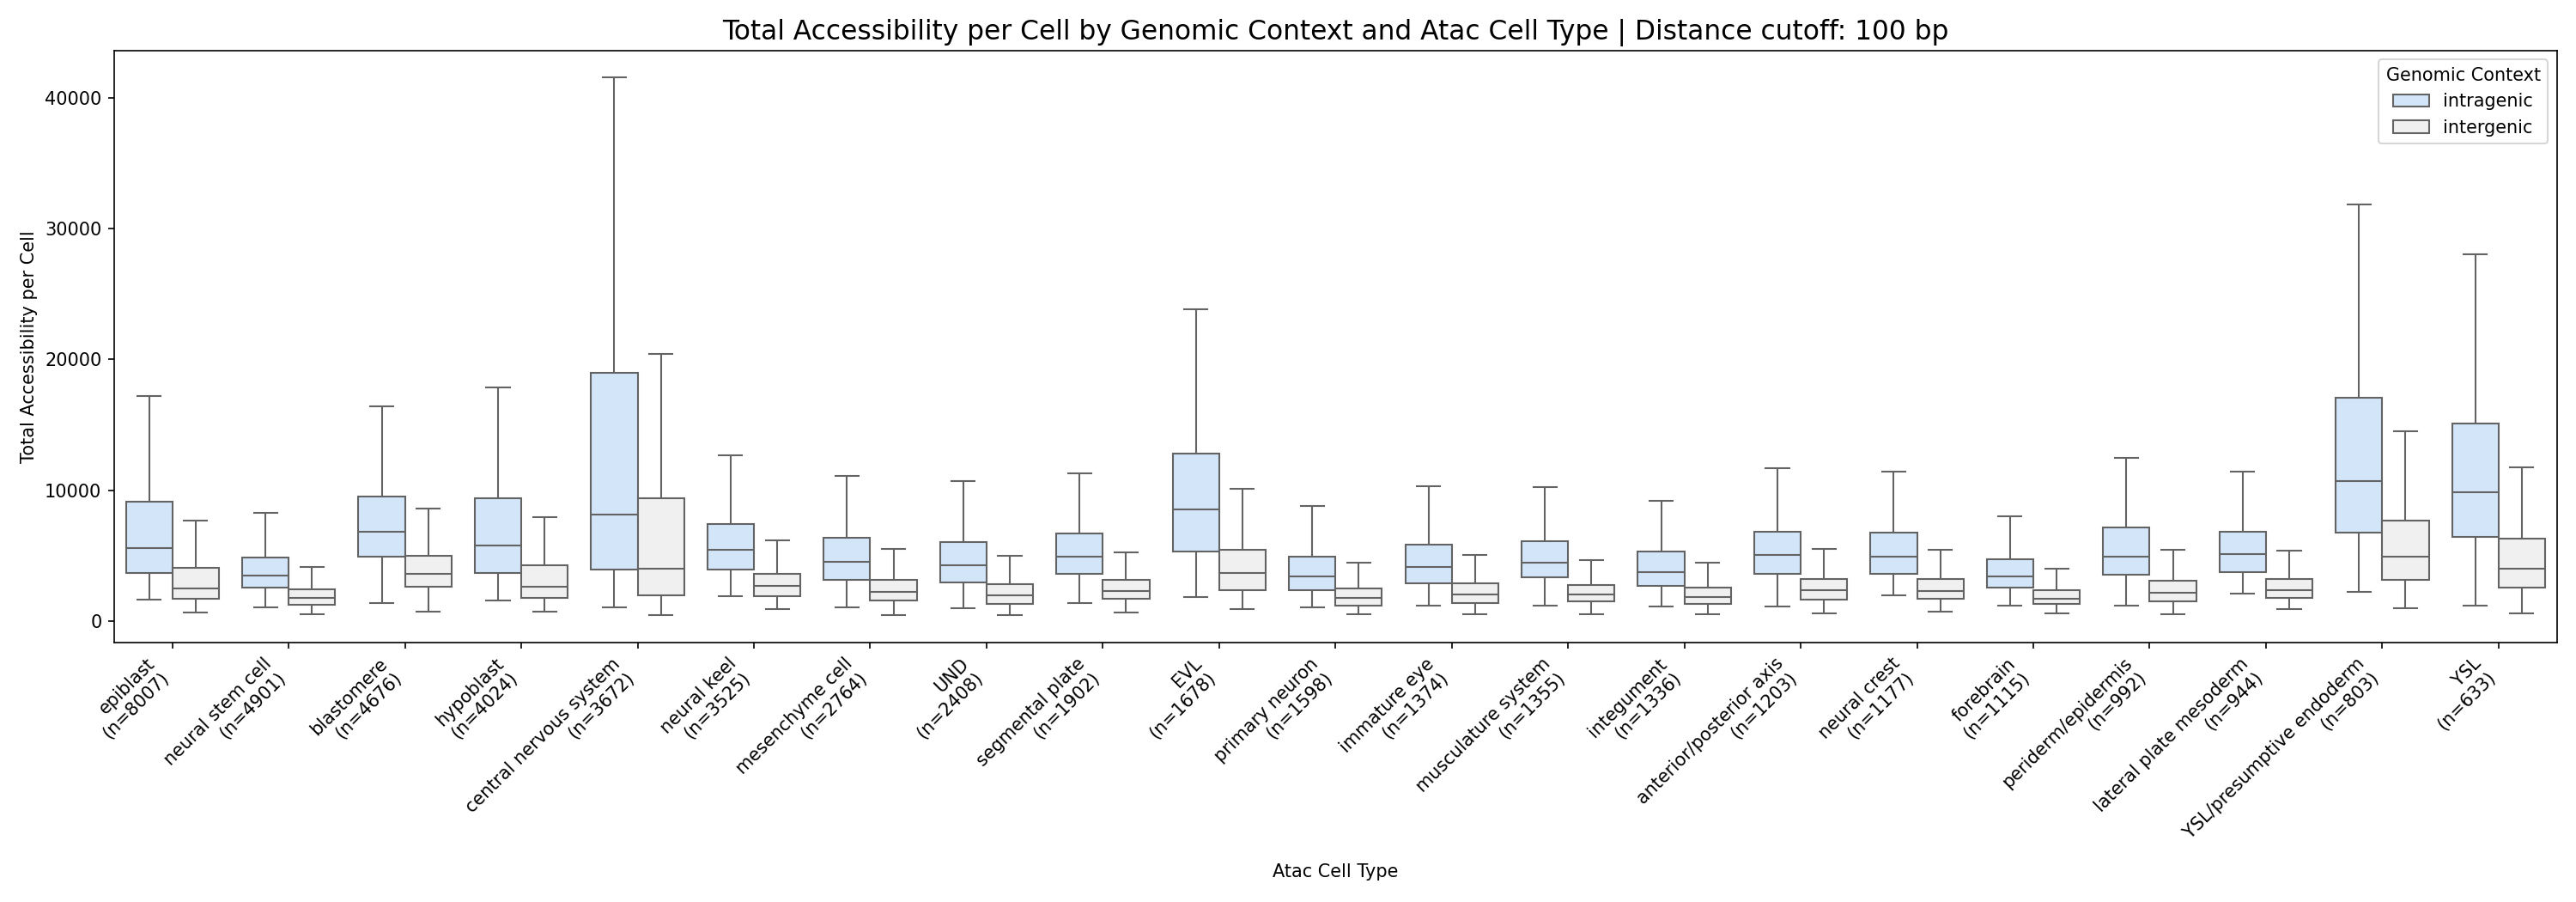 Total Accessibility per Cell by Genomic Context and Atac Cell Type | Distance cutoff: 100 bp
Total Accessibility per Cell
40000
30000
20000
10000
0
Genomic Context
intragenic
intergenic
epiblast
(n=8007)
neural stem cell
(n=4901)
blastomere
(n=4676)
hypoblast
(n=4024)
central nervous system
(n=3672)
neural keel
(n=3525)
mesenchyme cell
(n=2764)
UND
(n=2408)
segmental plate
(n=1902)
EVL
(n=1678)
primary neuron
(n=1598)
immature eye
(n=1374)
musculature system
(n=1355)
integument
(n=1336)
anterior/posterior axis
(n=1203)
neural crest
(n=1177)
forebrain
(n=1115)
periderm/epidermis
(n=992)
lateral plate mesoderm
(n=944)
YSL/presumptive endoderm
(n=803)
YSL
(n=633)
Atac Cell Type